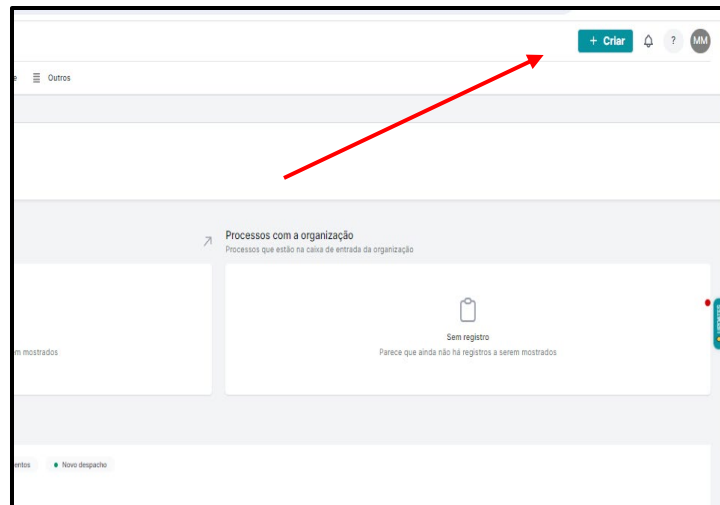 + Criar ? MM
Outros
Processos com a organização
Processos que estão na caixa de entrada da organização
Sem registro
mostrados
Parece que ainda não há registros a serem mostrados
Novo despacho